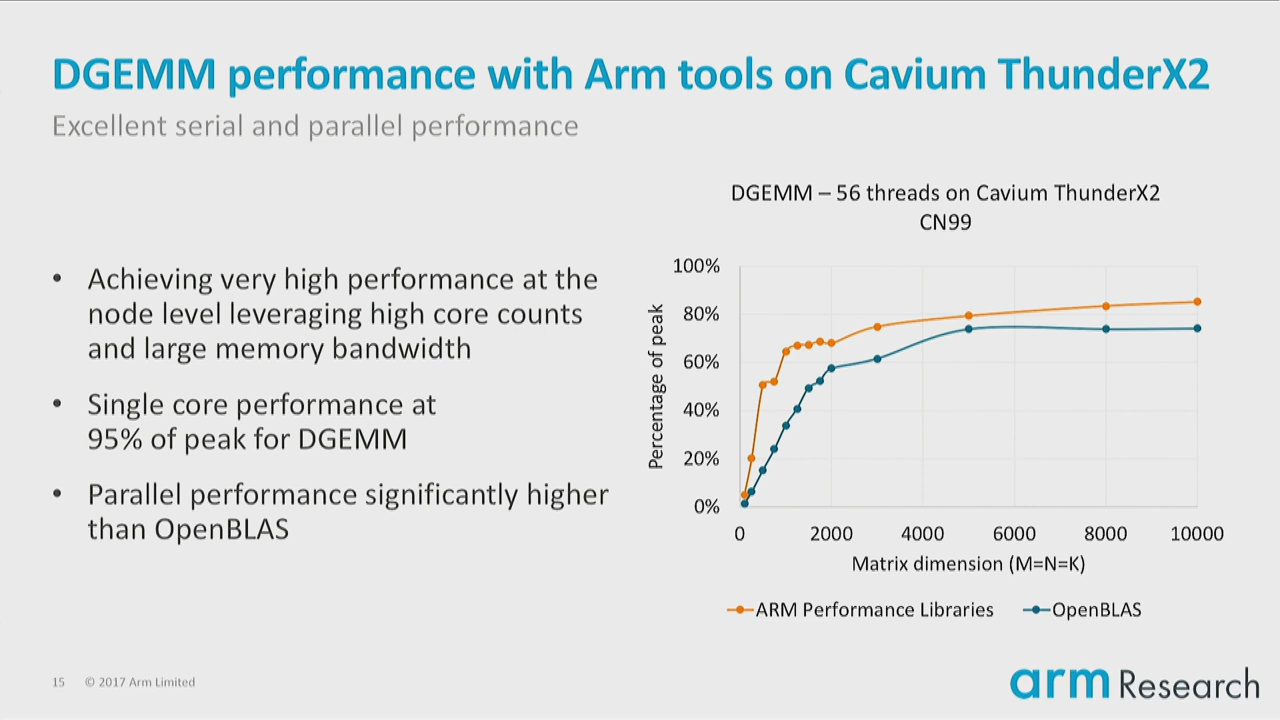 DGEMM performance with Arm tools on Cavium ThunderX2
Excellent serial and parallel performance
• Achieving very high performance at the
node level leveraging high core counts
and large memory bandwidth
• Single core performance at
95% of peak for DGEMM
• Parallel performance significantly higher
than OpenBLAS
DGEMM – 56 threads on Cavium ThunderX2
CN99
Percentage of peak
100%
80%
60%
40%
20%
0%
0 2000 4000 6000 8000 10000
Matrix dimension (M=N=K)
ARM Performance Libraries OpenBLAS
15 © 2017 Arm Limited
arm Research